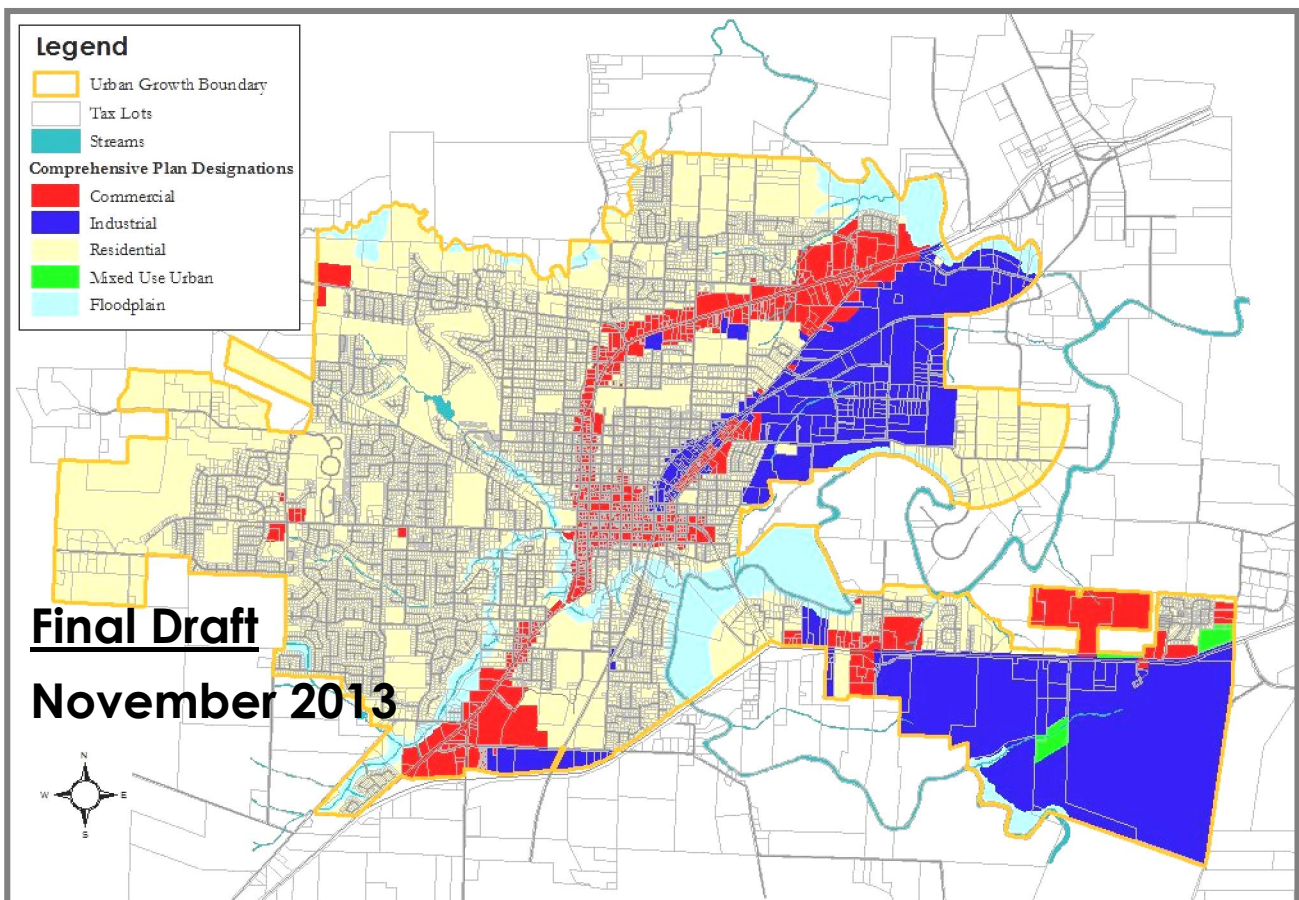 Legend
Urban Growth Boundary
Tax Lots
Streams
Comprehensive Plan Designations
Commercial
Industrial
Residential
Mixed Use Urban
Floodplain
Final Draft
November 2013
N
W
E
S